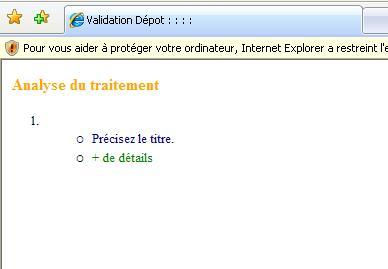 Validation Dépot : : : :
Pour vous aider à protéger votre ordinateur, Internet Explorer a restreint l'e
Analyse du traitement
1.
Précisez le titre.
+ de détails